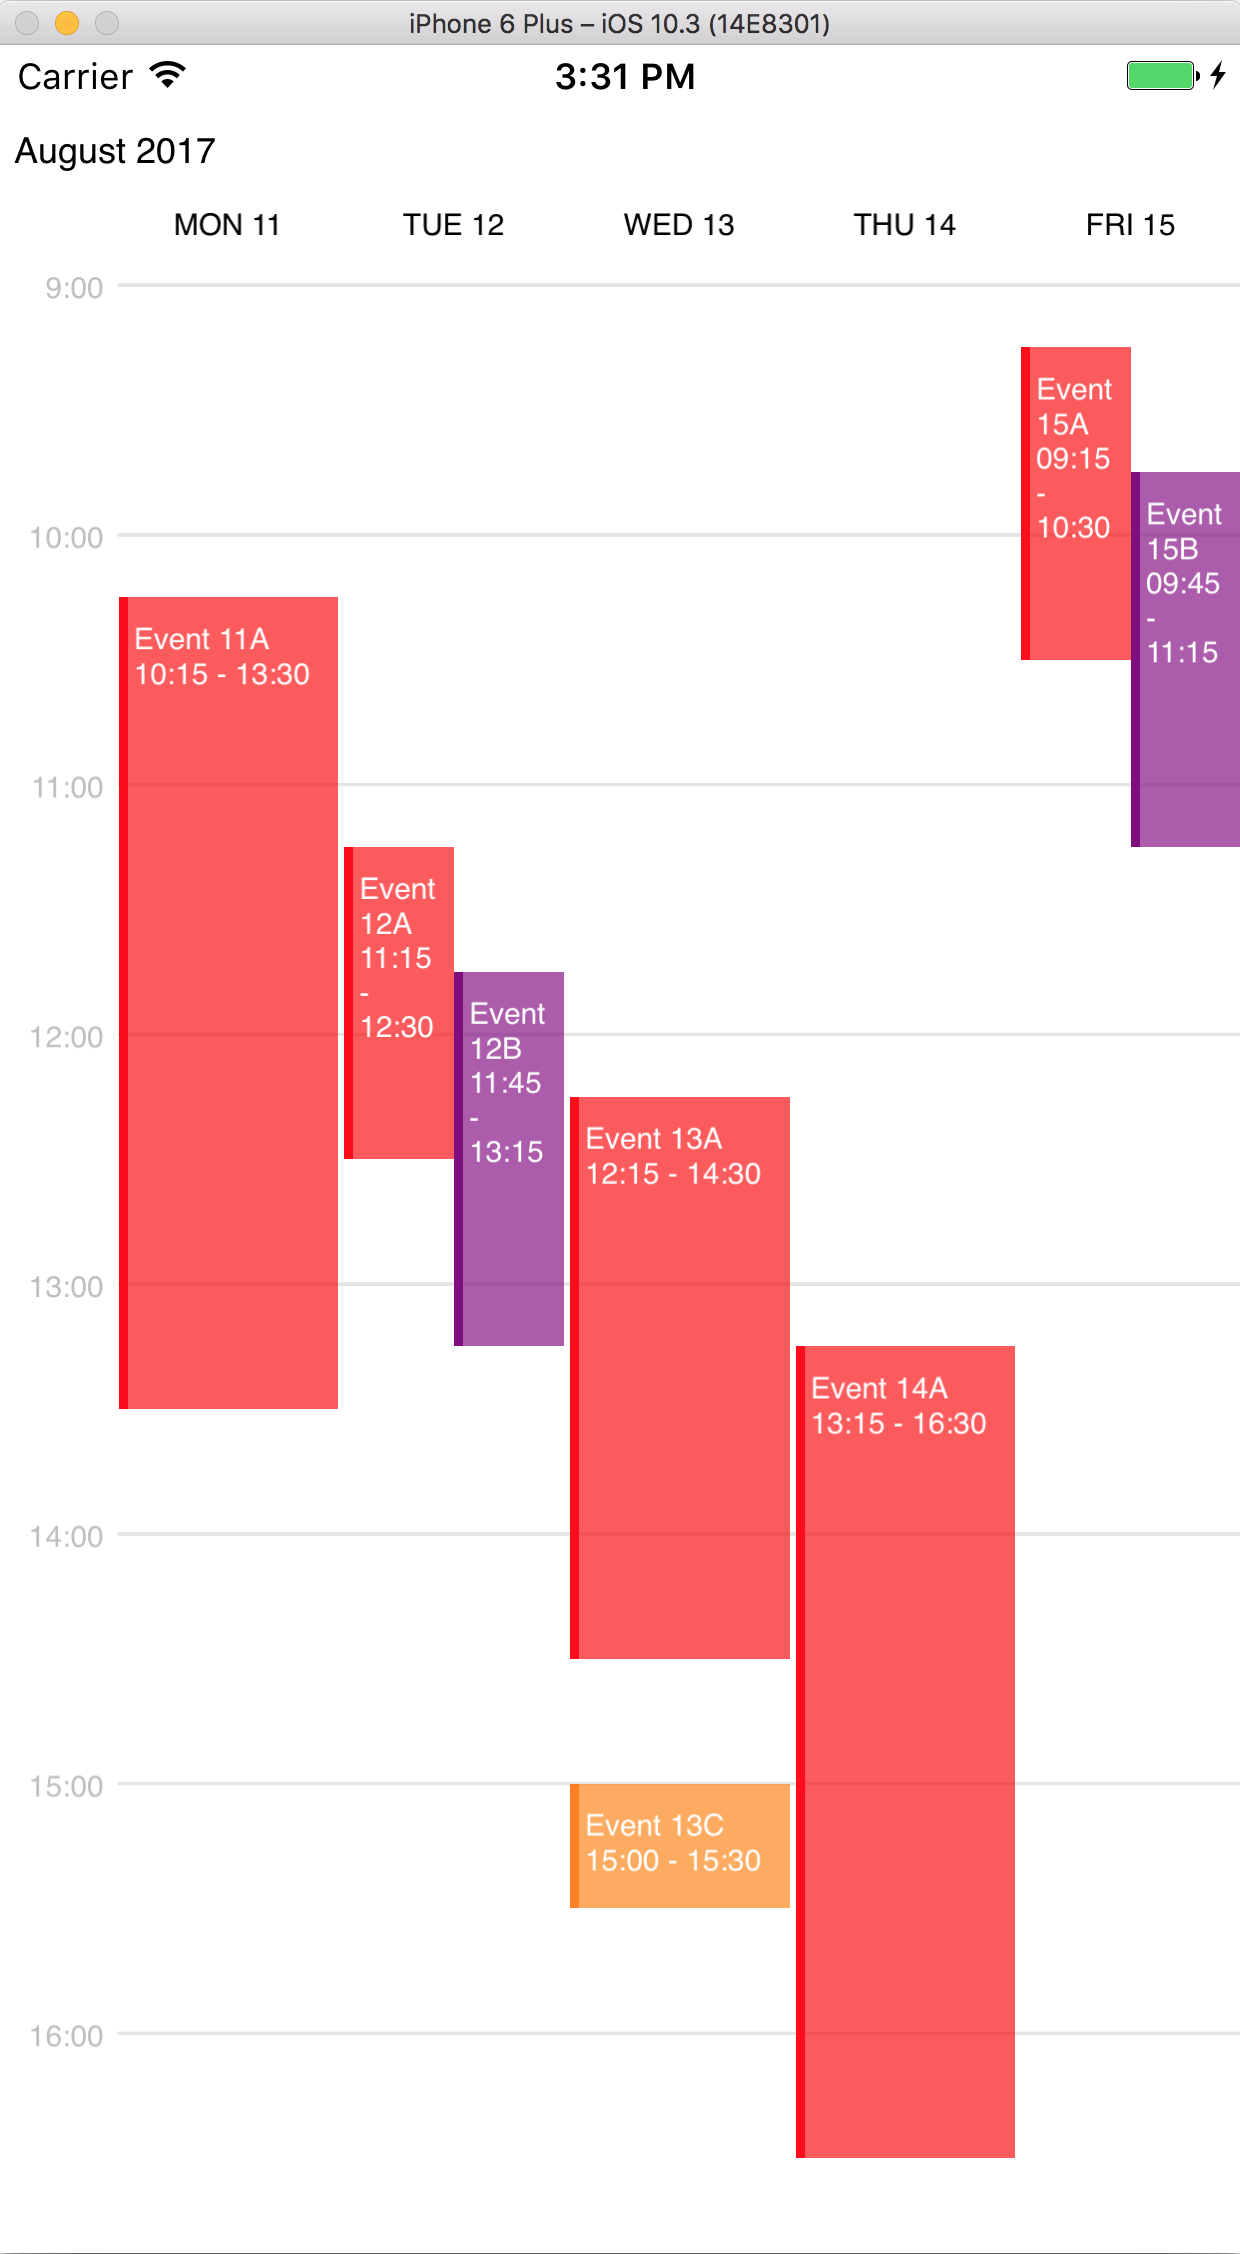 iPhone 6 Plus – iOS 10.3 (14E8301)
Carrier 3:31 PM
August 2017
MON 11 TUE 12 WED 13 THU 14 FRI 15
9:00
10:00
11:00
12:00
13:00
14:00
15:00
16:00
Event 11A
10:15 - 13:30
Event
12A
11:15
-
12:30
Event
12B
11:45
-
13:15
Event 13A
12:15 - 14:30
Event 13C
15:00 - 15:30
Event 14A
13:15 - 16:30
Event
15A
09:15
-
10:30
Event
15B
09:45
-
11:15